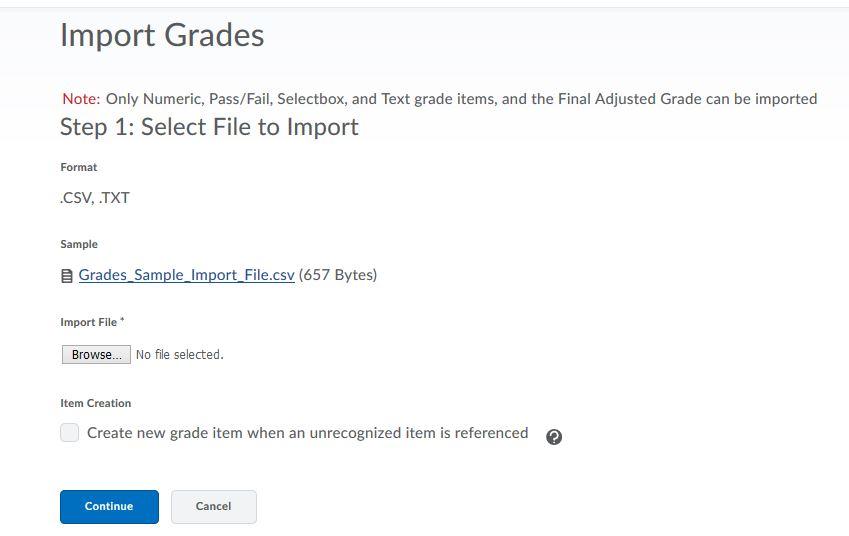 Import Grades
Note: Only Numeric, Pass/Fail, Selectbox, and Text grade items, and the Final Adjusted Grade can be imported
Step 1: Select File to Import
Format
.CSV, .TXT
Sample
Grades_Sample_Import_File.csv (657 Bytes)
Import File *
Browse... No file selected.
Item Creation
Create new grade item when an unrecognized item is referenced ?
Continue Cancel